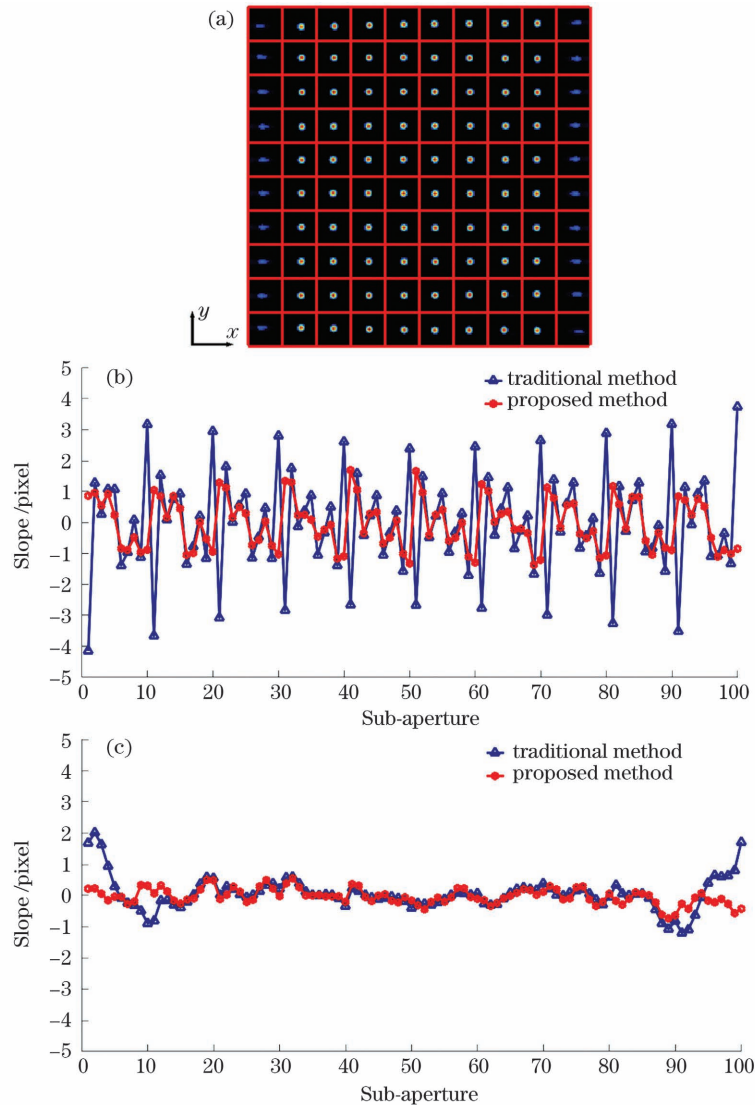 (a)
y
x
(b)
traditional method
proposed method
Slope/pixel
5
4
3
2
1
0
−1
−2
−3
−4
−5
0 10 20 30 40 50 60 70 80 90 100
Sub-aperture
(c)
traditional method
proposed method
Slope/pixel
5
4
3
2
1
0
−1
−2
−3
−4
−5
0 10 20 30 40 50 60 70 80 90 100
Sub-aperture